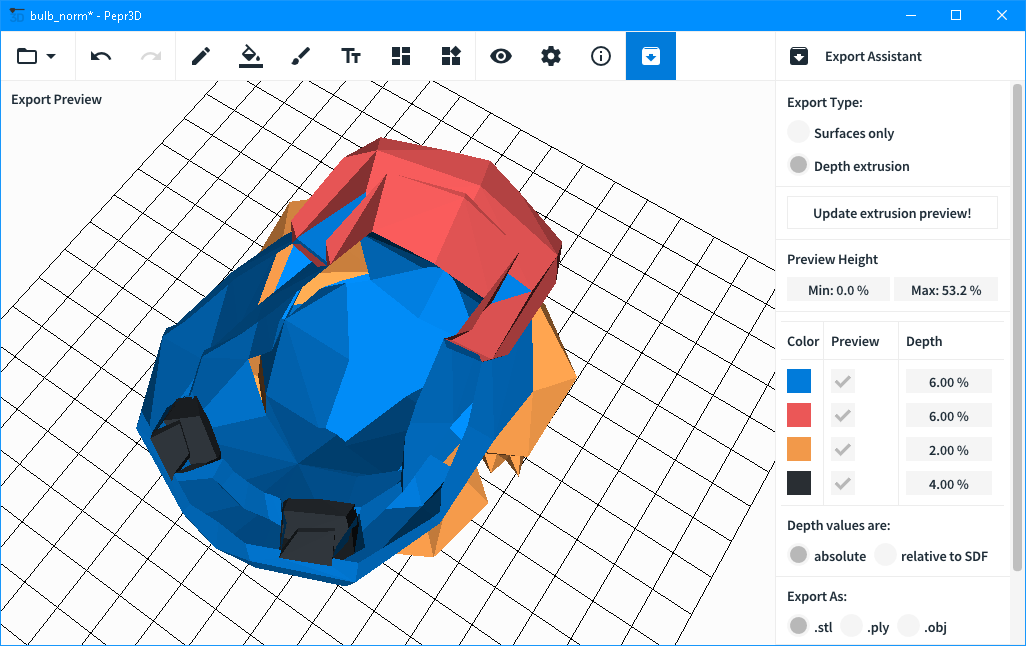 bulb_norm* - Pepr3D
Tt
Export Assistant
Export Preview
Export Type:
Surfaces only
Depth extrusion
Update extrusion preview!
Preview Height
Min: 0.0 % Max: 53.2 %
Color Preview Depth
6.00 %
6.00 %
2.00 %
4.00 %
Depth values are:
absolute relative to SDF
Export As:
.stl .ply .obj